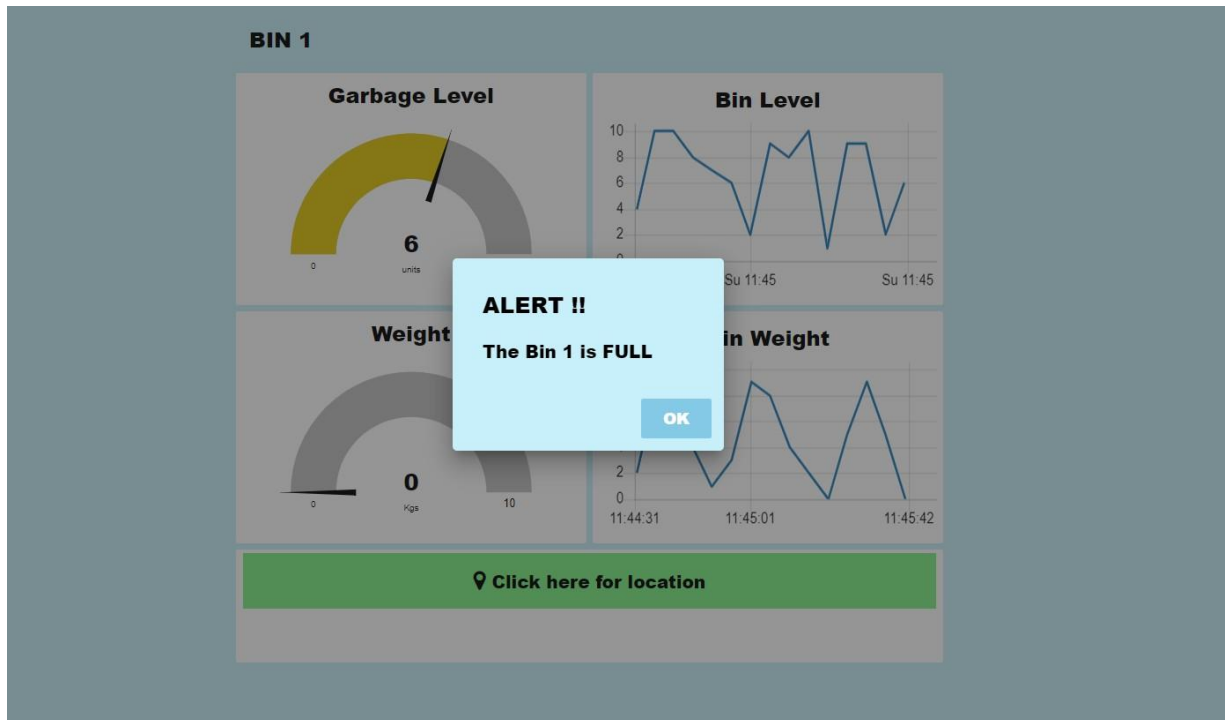 BIN 1
Garbage Level
6
units
0
Bin Level
10
8
6
4
2
0
Su 11:45
Su 11:45
ALERT !!
The Bin 1 is FULL
OK
Weight
0
Kgs
0
10
in Weight
2
0
11:44:31
11:45:01
11:45:42
Click here for location